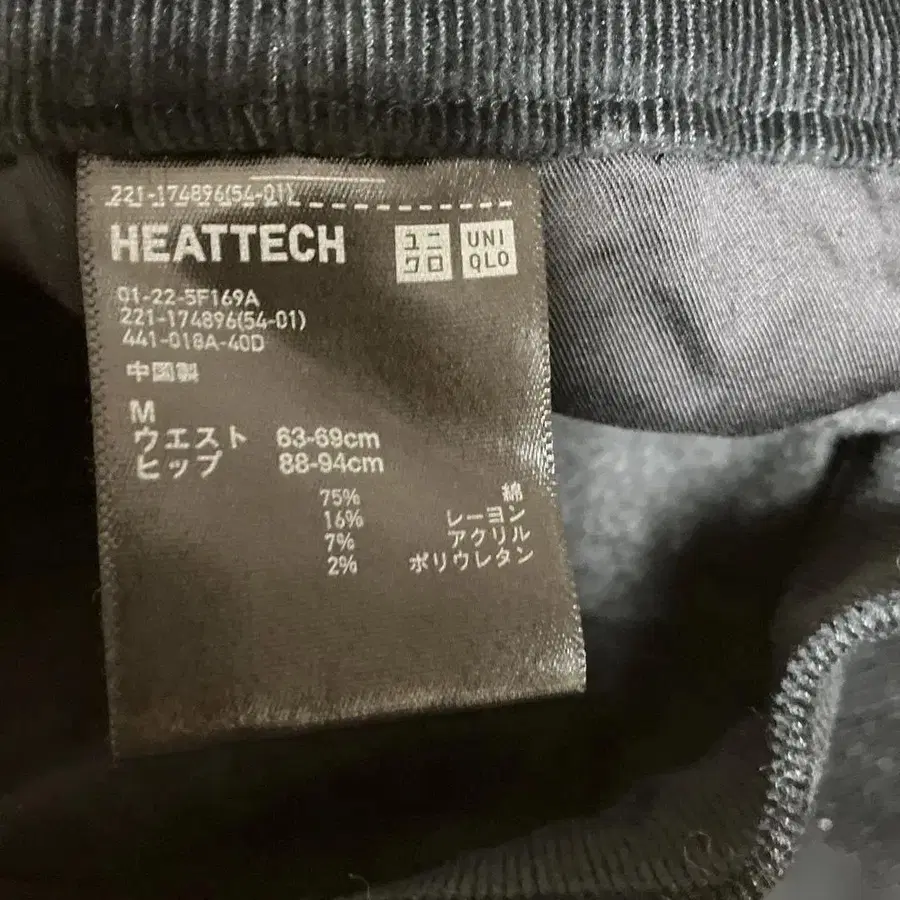 221-174896(54-01)
HEATTECH
ユニ
クロ
UNI
QLO
01-22-5F169A
221-174896(54-01)
441-018A-40D
中国製
M
ウエスト 63-69cm
ヒップ 88-94cm
75% 綿
16% レーヨン
7% アクリル
2% ポリウレタン